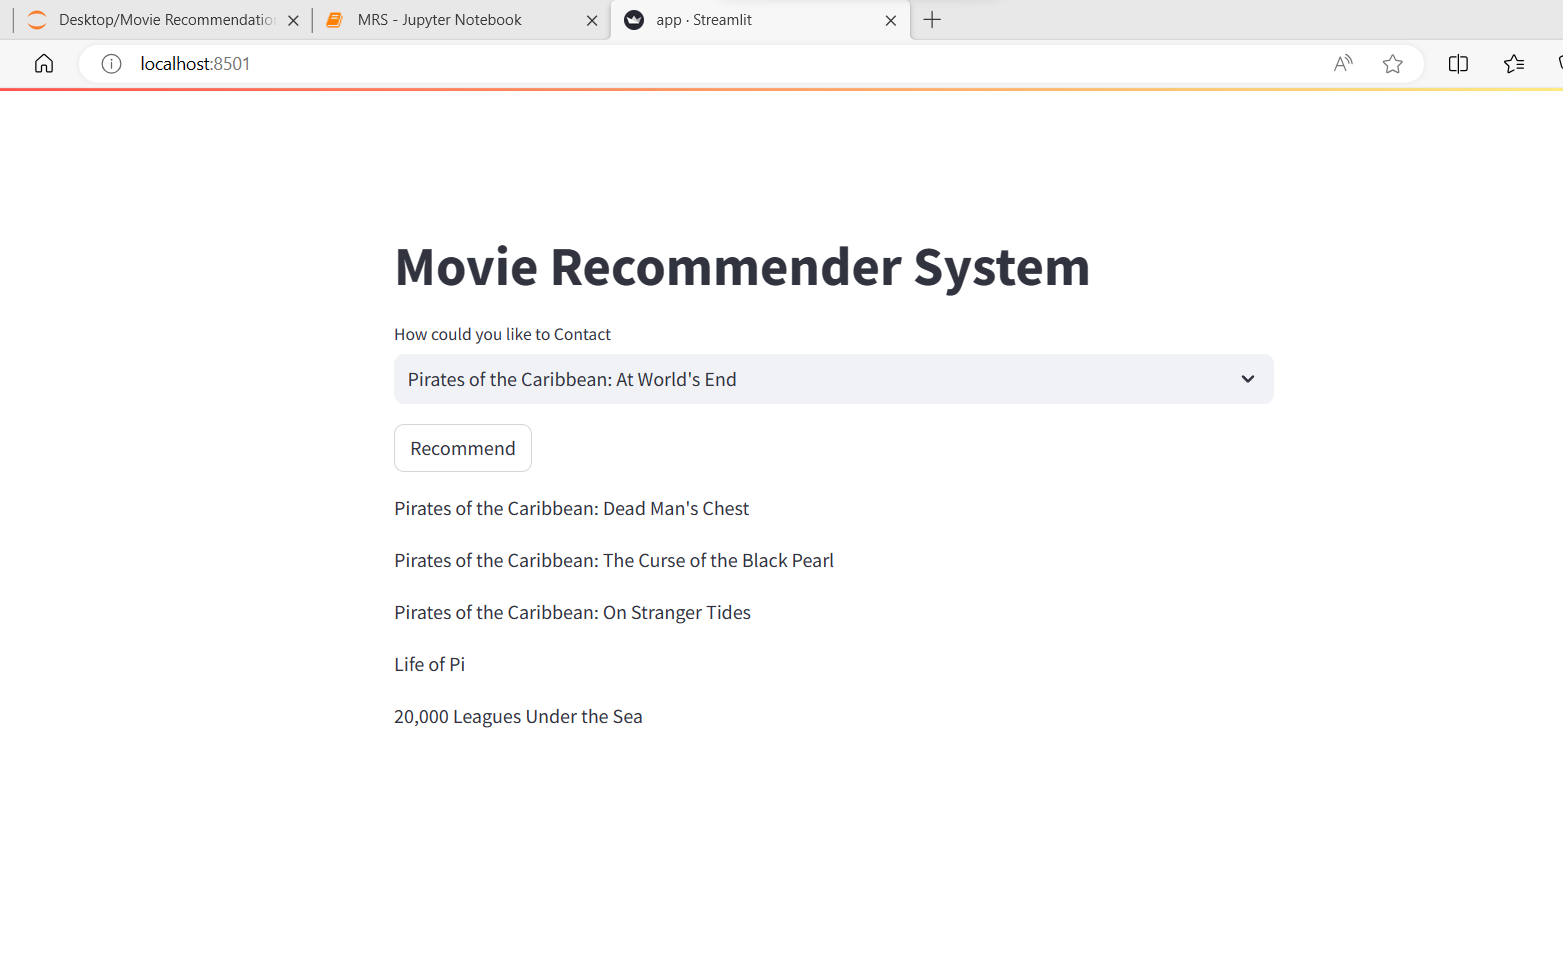 Desktop/Movie Recommendation
MRS - Jupyter Notebook
app · Streamlit
localhost:8501
Movie Recommender System
How could you like to Contact
Pirates of the Caribbean: At World's End
Recommend
Pirates of the Caribbean: Dead Man's Chest
Pirates of the Caribbean: The Curse of the Black Pearl
Pirates of the Caribbean: On Stranger Tides
Life of Pi
20,000 Leagues Under the Sea